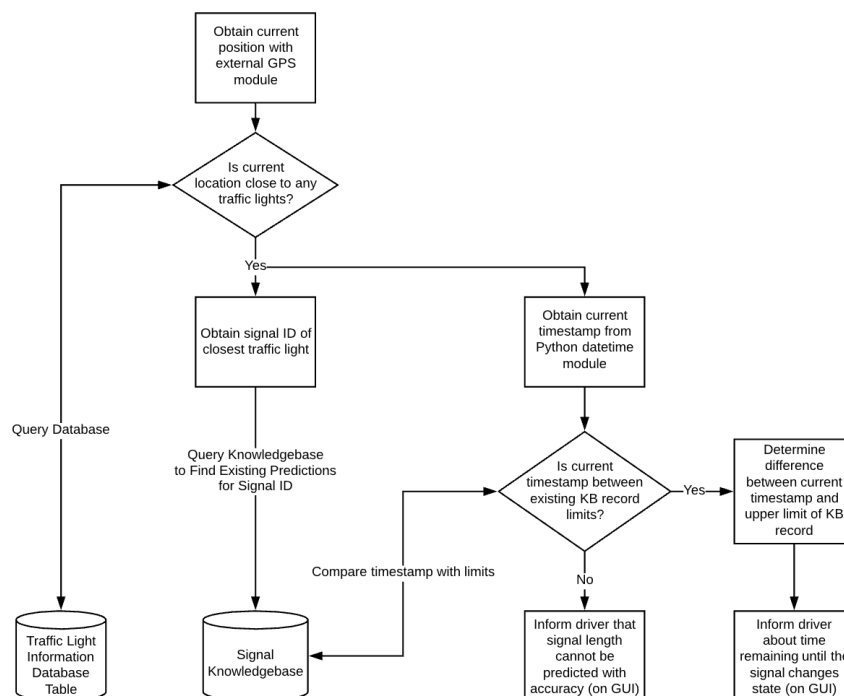 Obtain current
position with
external GPS
module
Is current
location close to any
traffic lights?
Yes
Obtain signal ID of
closest traffic light
Obtain current
timestamp from
Python datetime
module
Query Database
Query Knowledgebase
to Find Existing Predictions
for Signal ID
Is current
timestamp between
existing KB record
limits?
Yes
Determine
difference
between current
timestamp and
upper limit of KB
record
Compare timestamp with limits
No
Traffic Light
Information
Database
Table
Signal
Knowledgebase
Inform driver that
signal length
cannot be
predicted with
accuracy (on GUI)
Inform driver
about time
remaining until the
signal changes
state (on GUI)